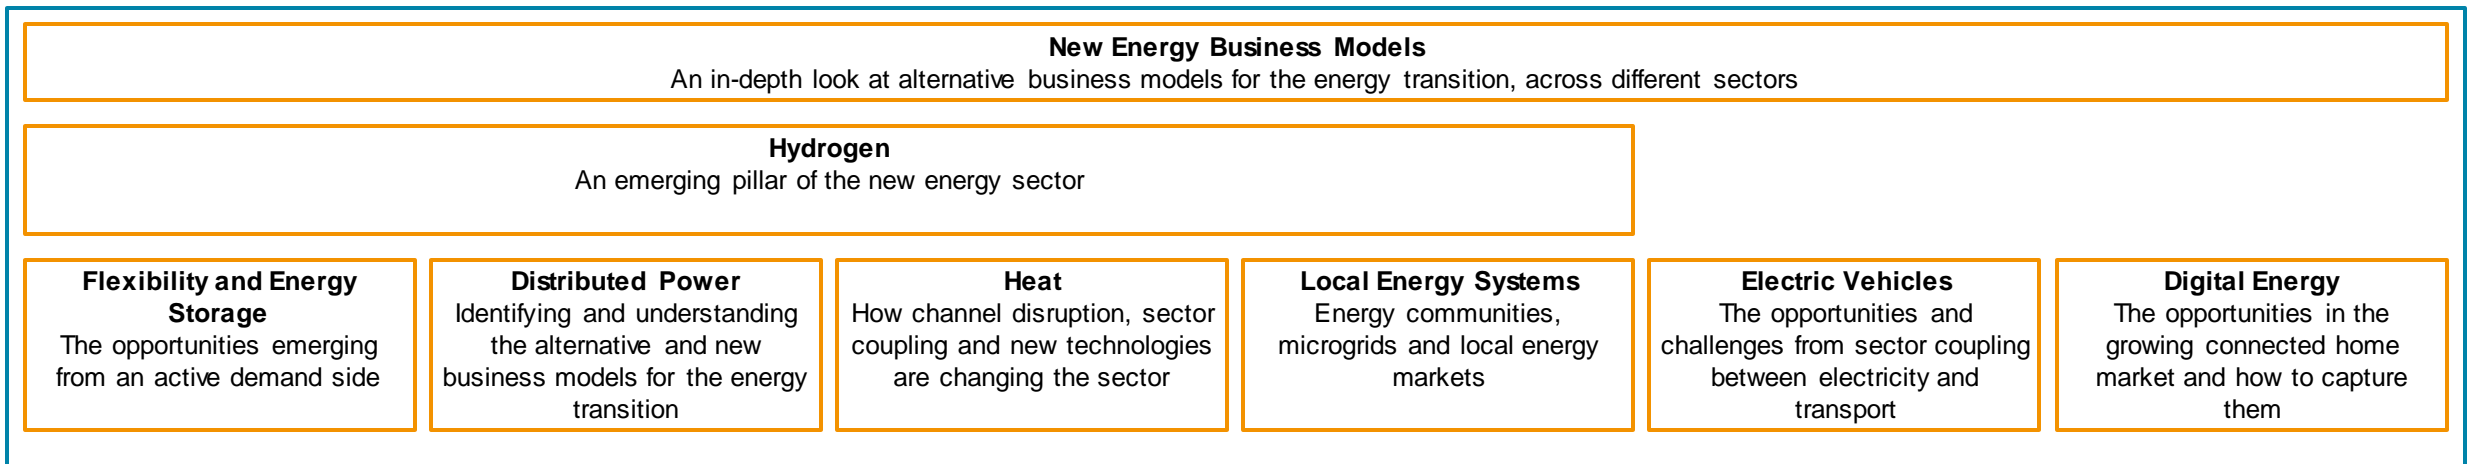 New Energy Business Models
An in-depth look at alternative business models for the energy transition, across different sectors
Hydrogen
An emerging pillar of the new energy sector
Flexibility and Energy
Storage
The opportunities emerging
from an active demand side
Distributed Power
Identifying and understanding
the alternative and new
business models for the energy
transition
Heat
How channel disruption, sector
coupling and new technologies
are changing the sector
Local Energy Systems
Energy communities,
microgrids and local energy
markets
Electric Vehicles
The opportunities and
challenges from sector coupling
between electricity and
transport
Digital Energy
The opportunities in the
growing connected home
market and how to capture
them